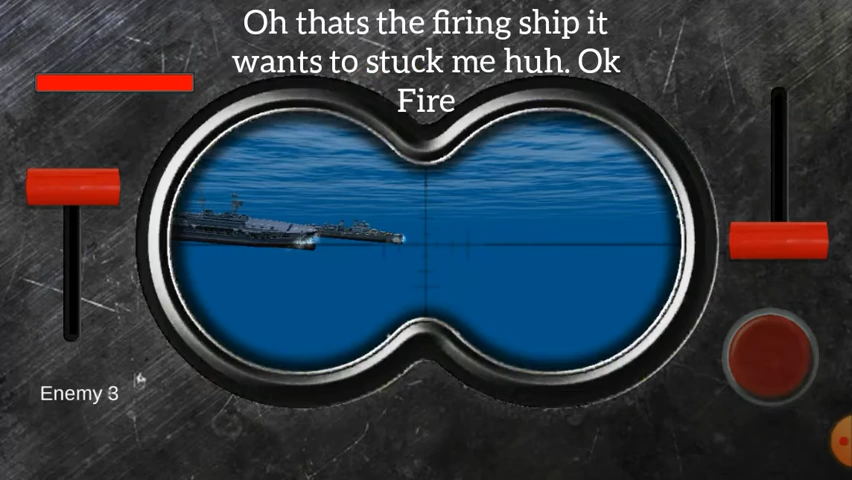 Oh thats the firing ship it
wants to stuck me huh. Ok
Fire
Enemy 3